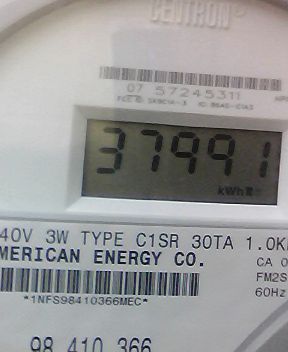 CENTRON®
07 57245311
37991
kWh
40V 3W TYPE C1SR 30TA 1.0K
MERICAN ENERGY CO.
CA 0
FM2S
*1NFS98410366MEC*
60Hz
98 410 366